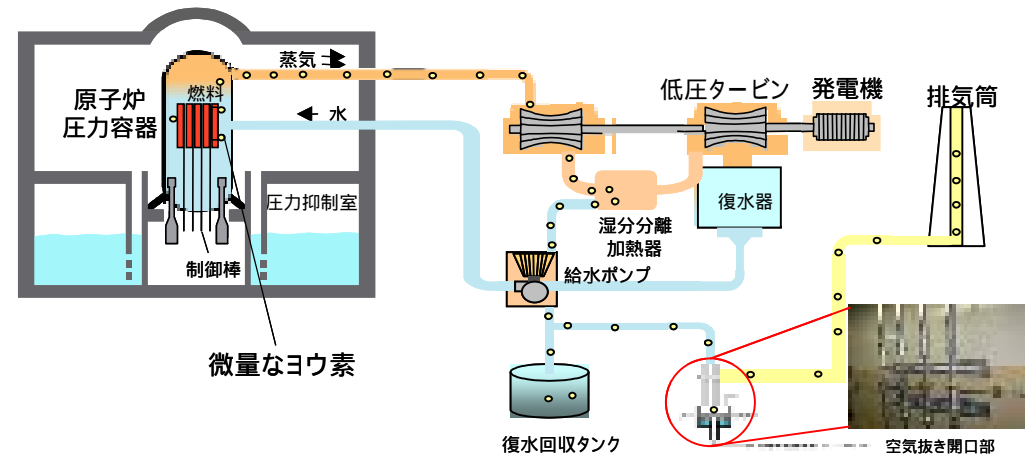 蒸気
燃料
原子炉
圧力容器
水
低圧タービン
発電機
排気筒
圧力抑制室
復水器
湿分分離
加熱器
制御棒
給水ポンプ
微量なヨウ素
復水回収タンク
空気抜き開口部